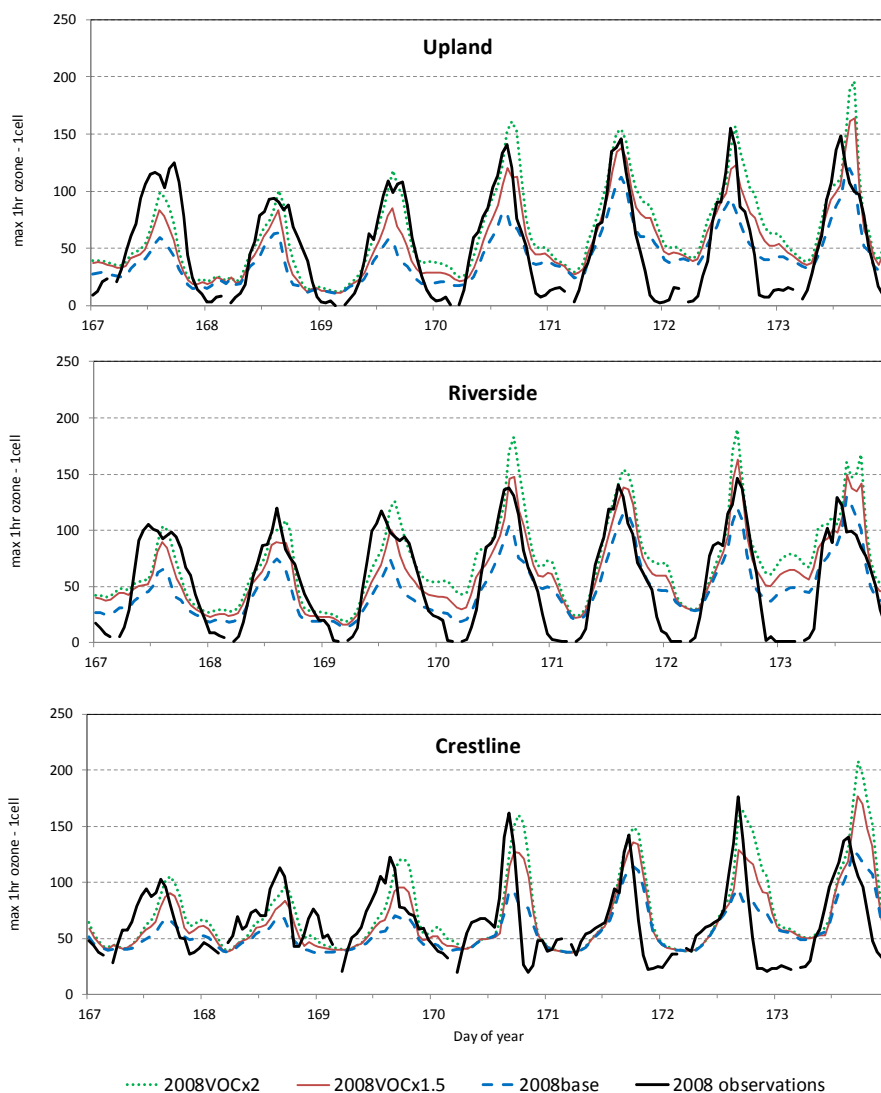 Upland
max 1hr ozone - 1cell
250
200
150
100
50
0
167 168 169 170 171 172 173
Riverside
max 1hr ozone - 1cell
250
200
150
100
50
0
167 168 169 170 171 172 173
Crestline
max 1hr ozone - 1cell
250
200
150
100
50
0
167 168 169 170 171 172 173
Day of year
2008VOCx2 2008VOCx1.5 2008base 2008 observations